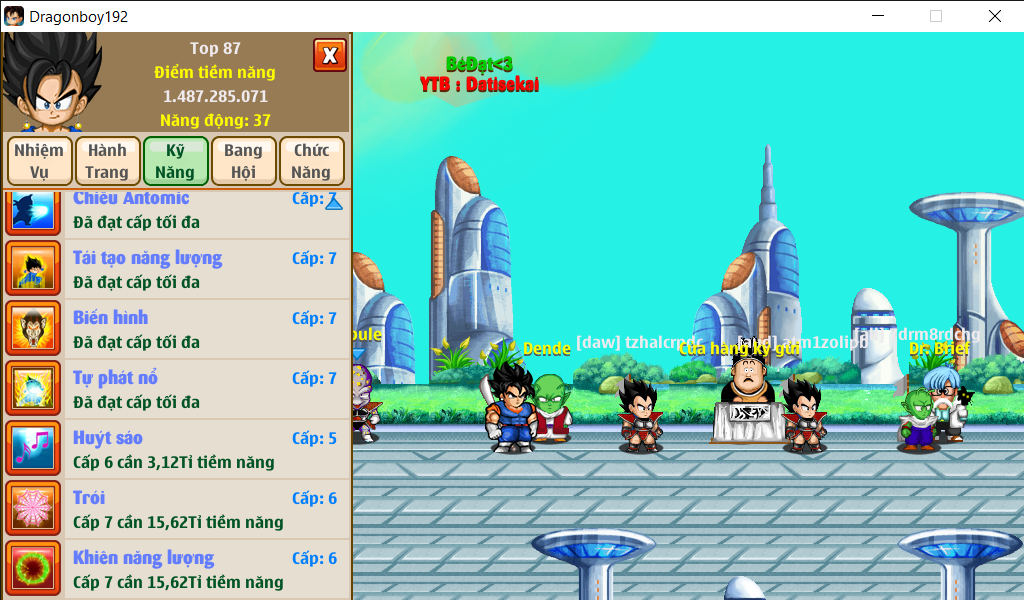 Dragonboy192
Top 87
Điểm tiềm năng
1.487.285.071
Năng động: 37
X
Nhiệm Vụ
Hành Trang
Kỹ Năng
Bang Hội
Chức Năng
Chiêu Antomic
Cấp:
Đã đạt cấp tối đa
Tái tạo năng lượng
Cấp: 7
Đã đạt cấp tối đa
Biến hình
Cấp: 7
Đã đạt cấp tối đa
Tự phát nổ
Cấp: 7
Đã đạt cấp tối đa
Huýt sáo
Cấp: 5
Cấp 6 cần 3,12Tỉ tiềm năng
Trói
Cấp: 6
Cấp 7 cần 15,62Tỉ tiềm năng
Khiên năng lượng
Cấp: 6
Cấp 7 cần 15,62Tỉ tiềm năng
BéĐạt<3
YTB : Datisekai
Dende
[daw]
Cửa hàng ký gửi
Dr. Brief